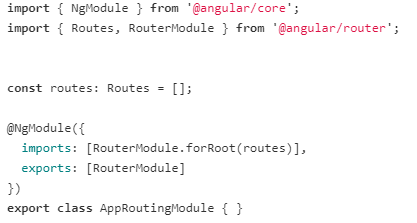 import { NgModule } from '@angular/core';
import { Routes, RouterModule } from '@angular/router';
const routes: Routes = [];
@NgModule({
  imports: [RouterModule.forRoot(routes)],
  exports: [RouterModule]
})
export class AppRoutingModule { }